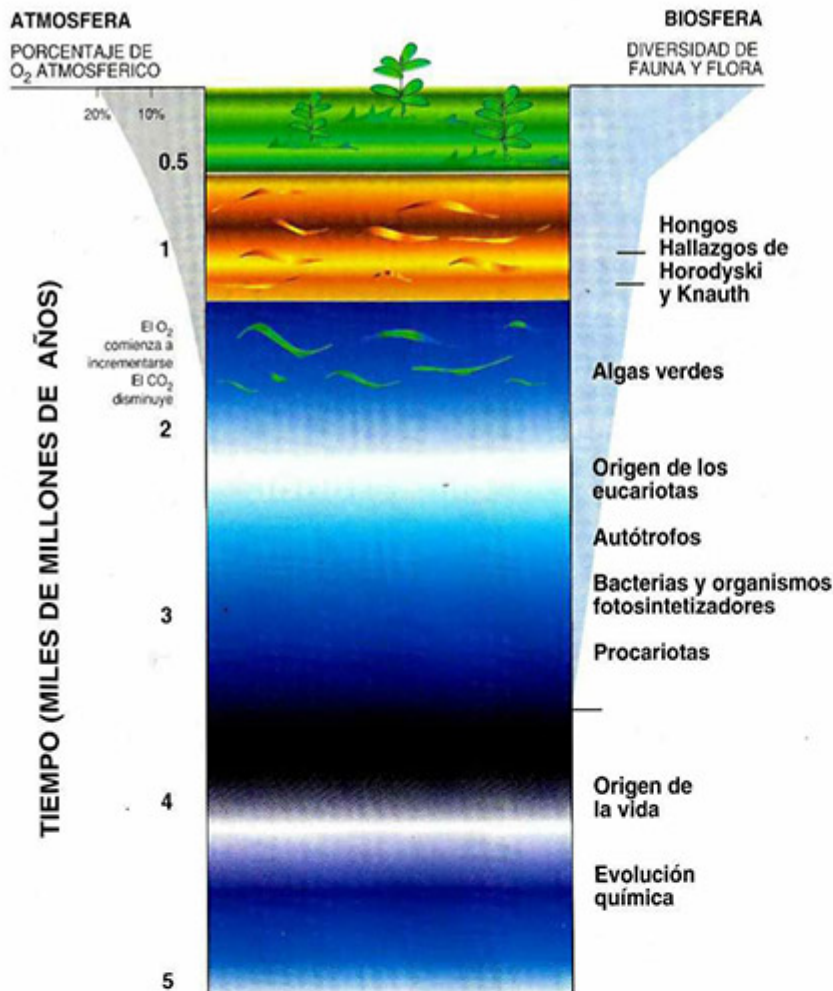 ATMOSFERA
PORCENTAJE DE
O₂ ATMOSFERICO
20%
10%
BIOSFERA
DIVERSIDAD DE
FAUNA Y FLORA
TIEMPO (MILES DE MILLONES DE AÑOS)
0.5
1
El O₂
comienza a
incrementarse
El CO₂
disminuye
2
3
4
5
Hongos
Hallazgos de
Horodyski
y Knauth
Algas verdes
Origen de los
eucariotas
Autótrofos
Bacterias y organismos
fotosintetizadores
Procariotas
Origen de
la vida
Evolución
química